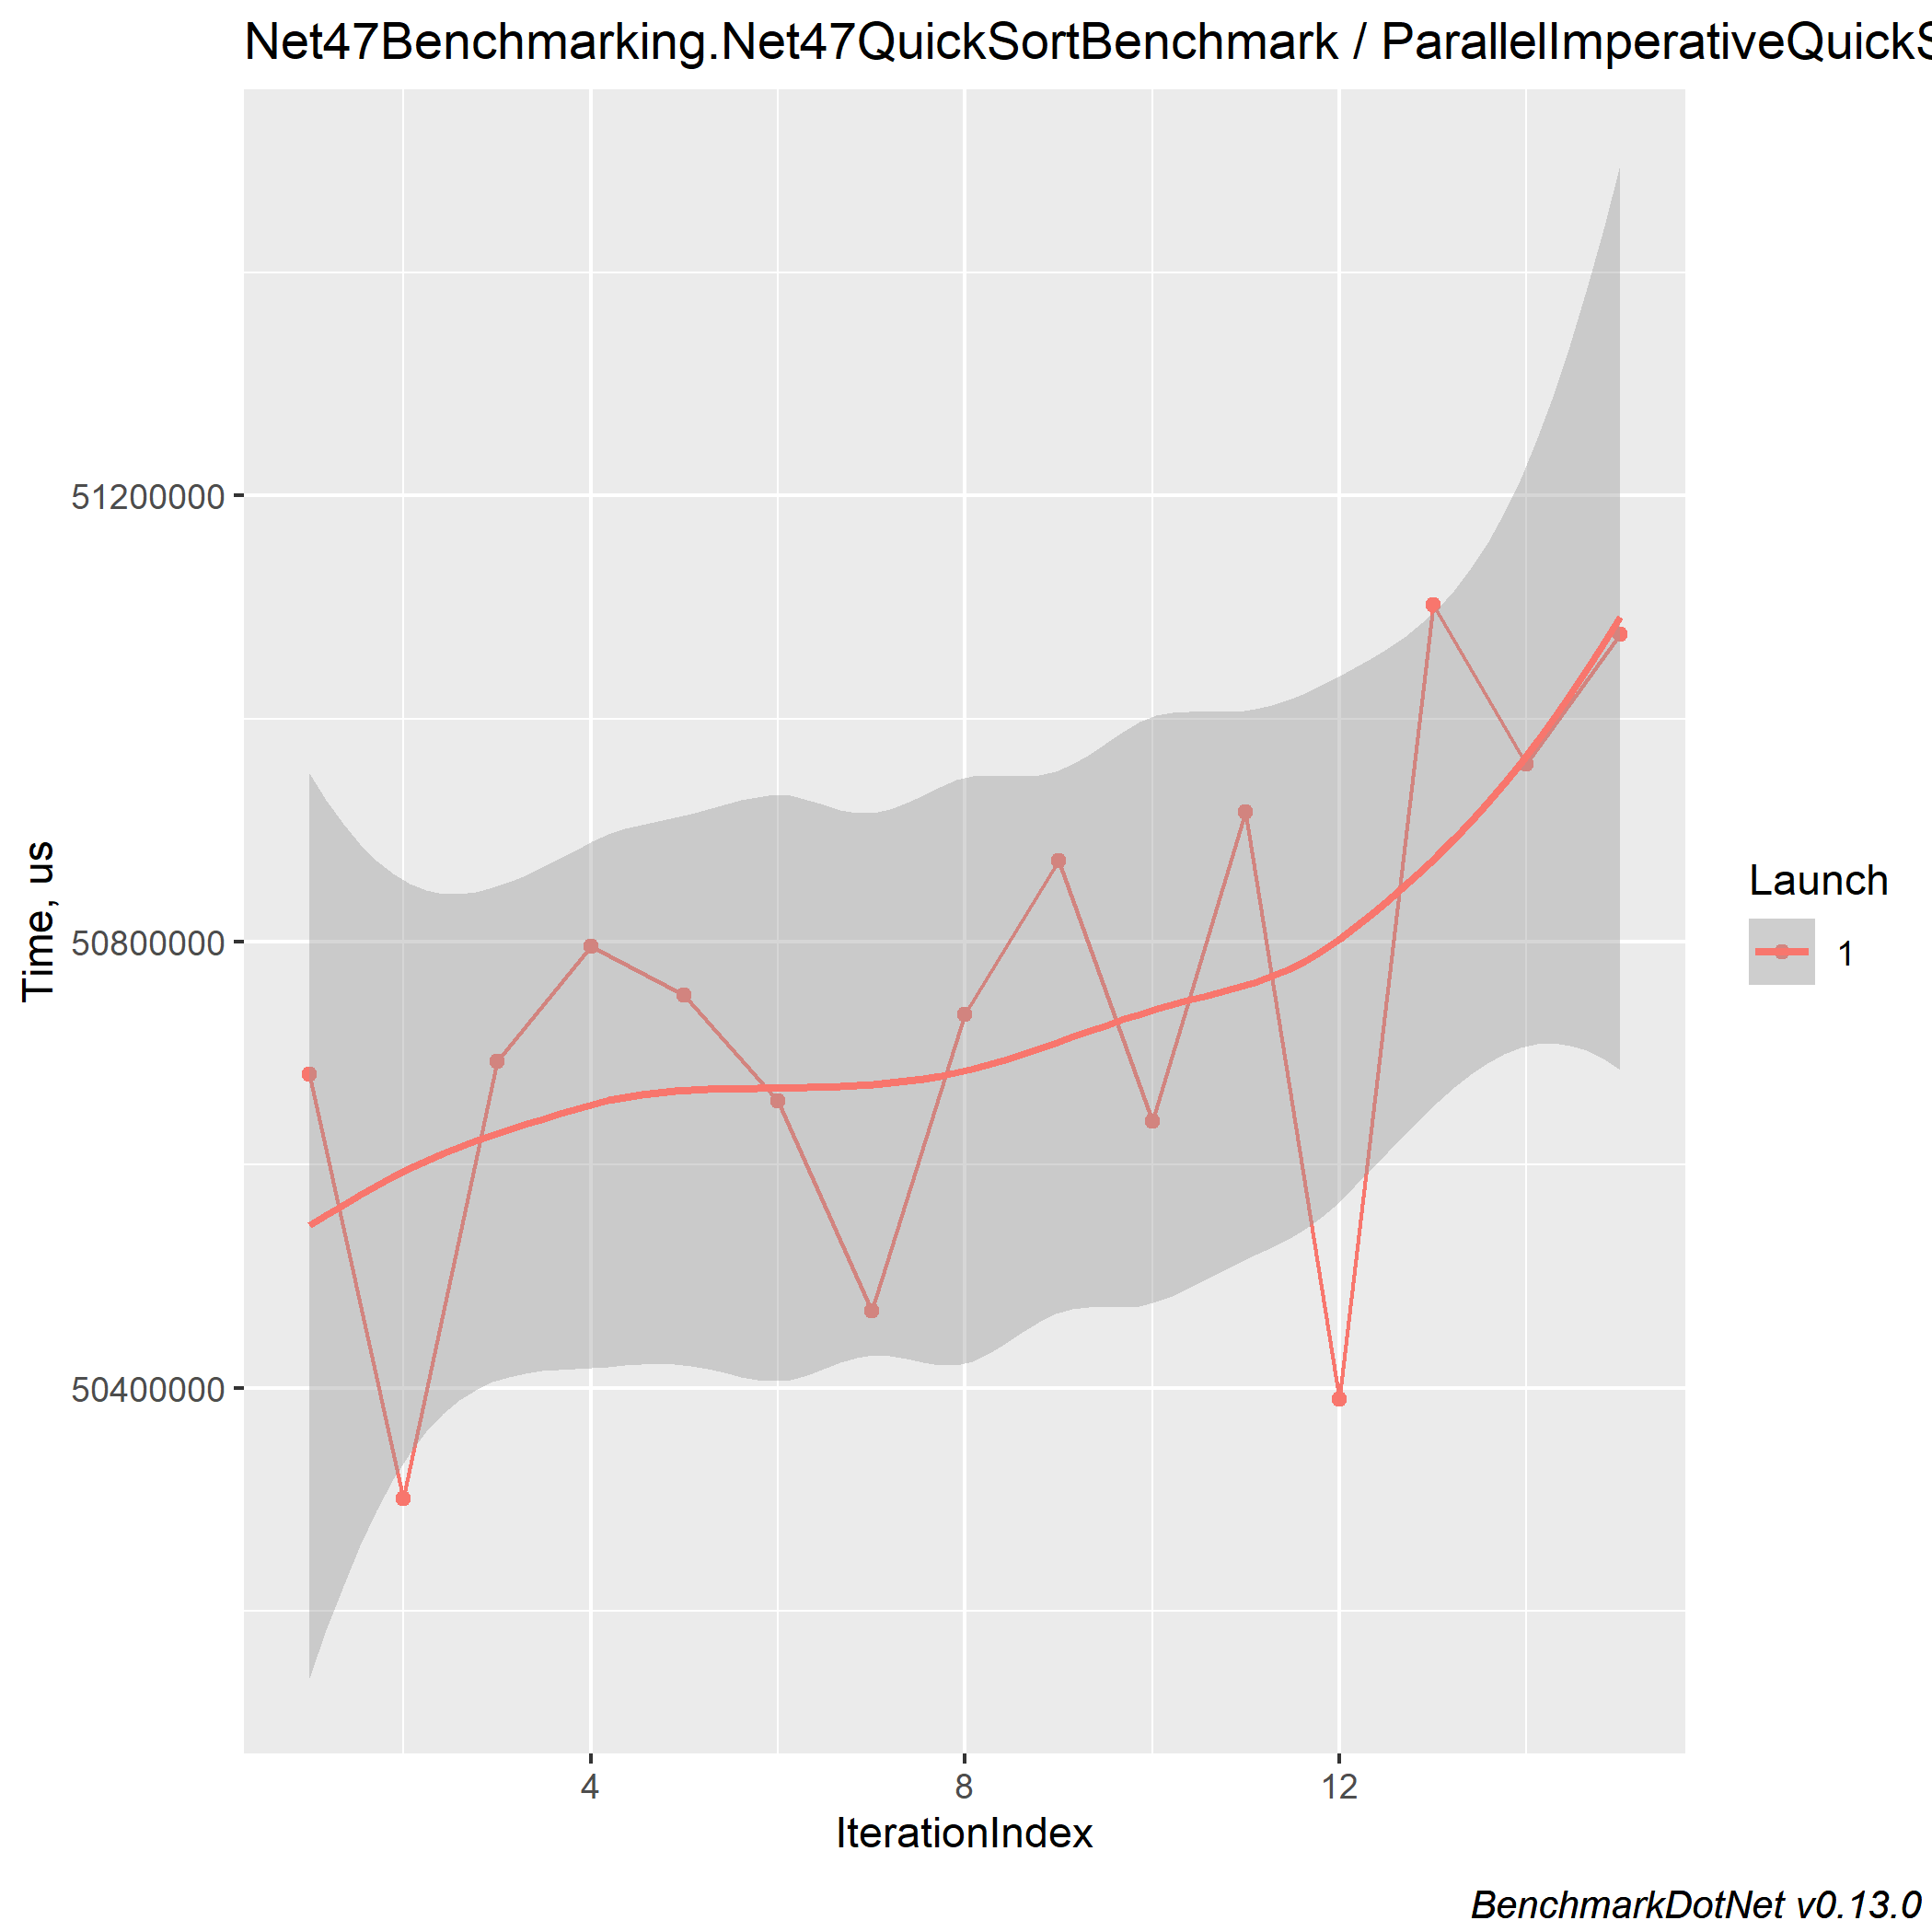 Net47Benchmarking.Net47QuickSortBenchmark / ParallelImperativeQuickS
51200000
50800000
50400000
Time, us
4 8 12
IterationIndex
Launch
1
BenchmarkDotNet v0.13.0